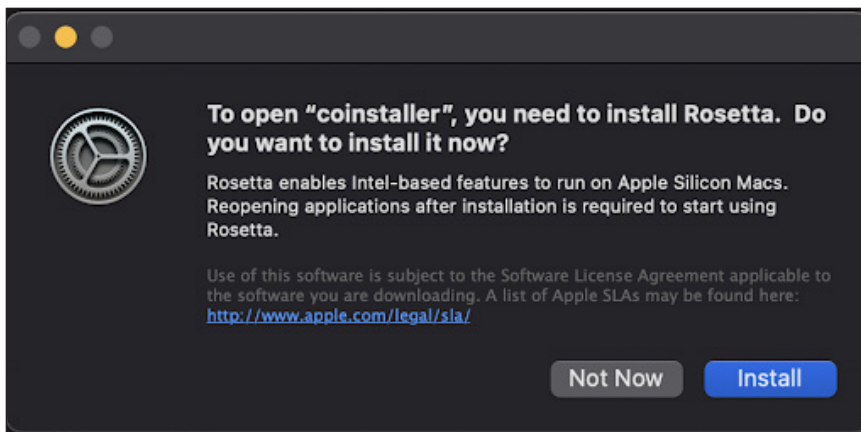 To open “coinstaller”, you need to install Rosetta.  Do
you want to install it now?
Rosetta enables Intel-based features to run on Apple Silicon Macs.
Reopening applications after installation is required to start using
Rosetta.
Use of this software is subject to the Software License Agreement applicable to
the software you are downloading. A list of Apple SLAs may be found here:
http://www.apple.com/legal/sla/
Not Now
Install